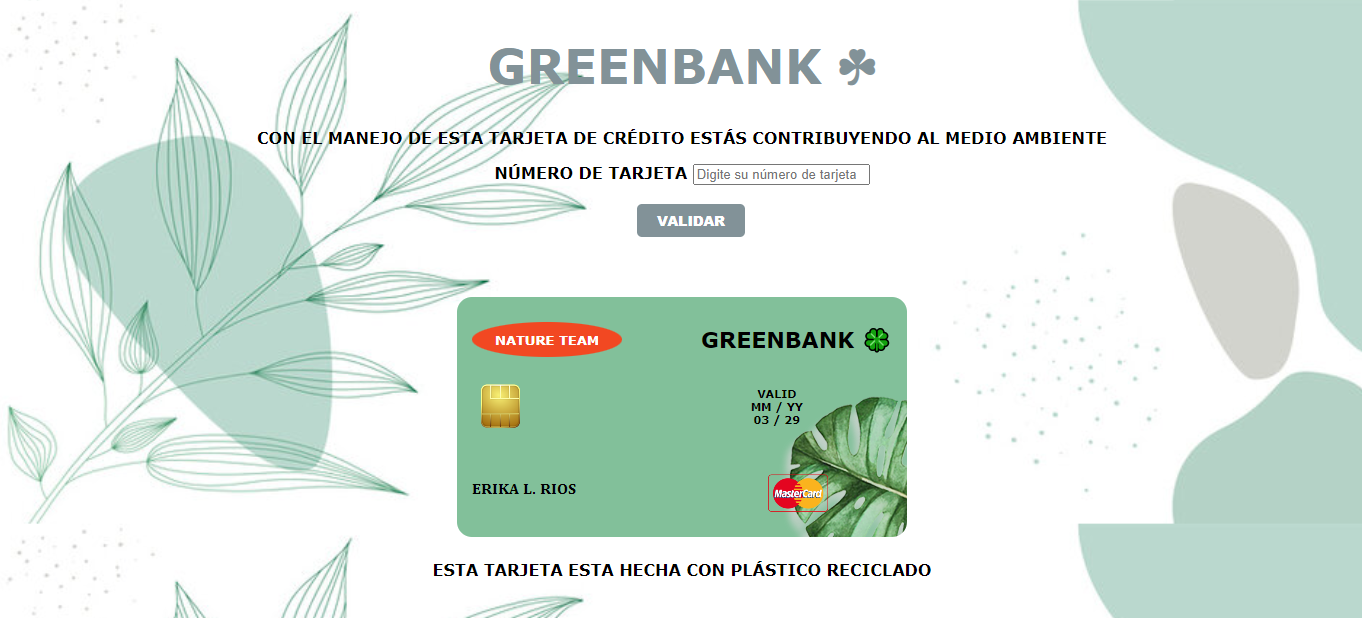 GREENBANK ☘
CON EL MANEJO DE ESTA TARJETA DE CRÉDITO ESTÁS CONTRIBUYENDO AL MEDIO AMBIENTE
NÚMERO DE TARJETA Digite su número de tarjeta
VALIDAR
NATURE TEAM
GREENBANK 🍀
VALID
MM / YY
03 / 29
ERIKA L. RIOS
MasterCard
ESTA TARJETA ESTA HECHA CON PLÁSTICO RECICLADO